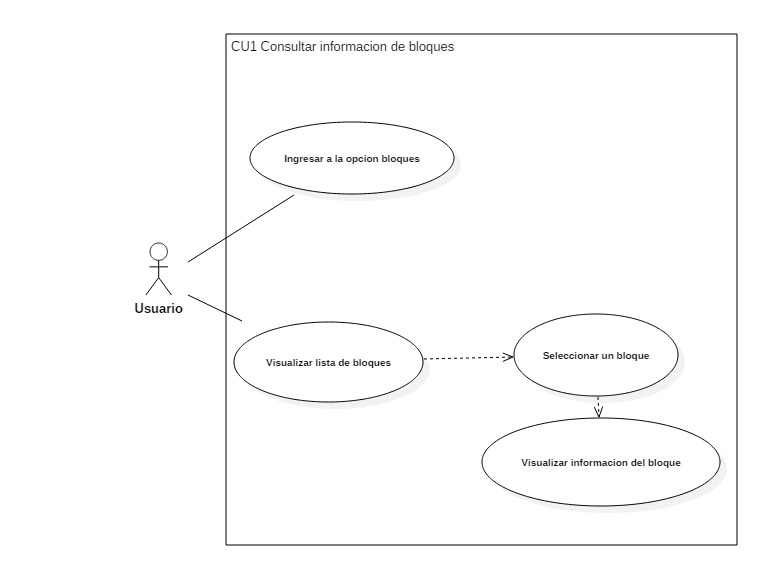 CU1 Consultar informacion de bloques
Ingresar a la opcion bloques
Usuario
Visualizar lista de bloques
Seleccionar un bloque
Visualizar informacion del bloque